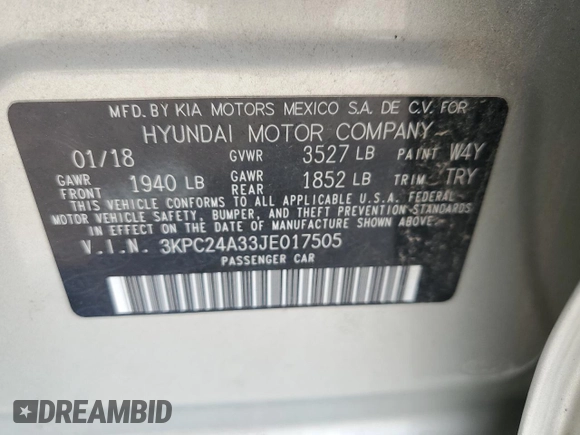 MFD. BY KIA MOTORS MEXICO S.A. DE C.V. FOR
HYUNDAI MOTOR COMPANY
01/18 GVWR 3527 LB PAINT W4Y
GAWR FRONT 1940 LB GAWR REAR 1852 LB TRIM TRY
THIS VEHICLE CONFORMS TO ALL APPLICABLE U.S.A. FEDERAL
MOTOR VEHICLE SAFETY, BUMPER, AND THEFT PREVENTION STANDARDS
IN EFFECT ON THE DATE OF MANUFACTURE SHOWN ABOVE.
V.I.N. 3KPC24A33JE017505
PASSENGER CAR
DREAMBID